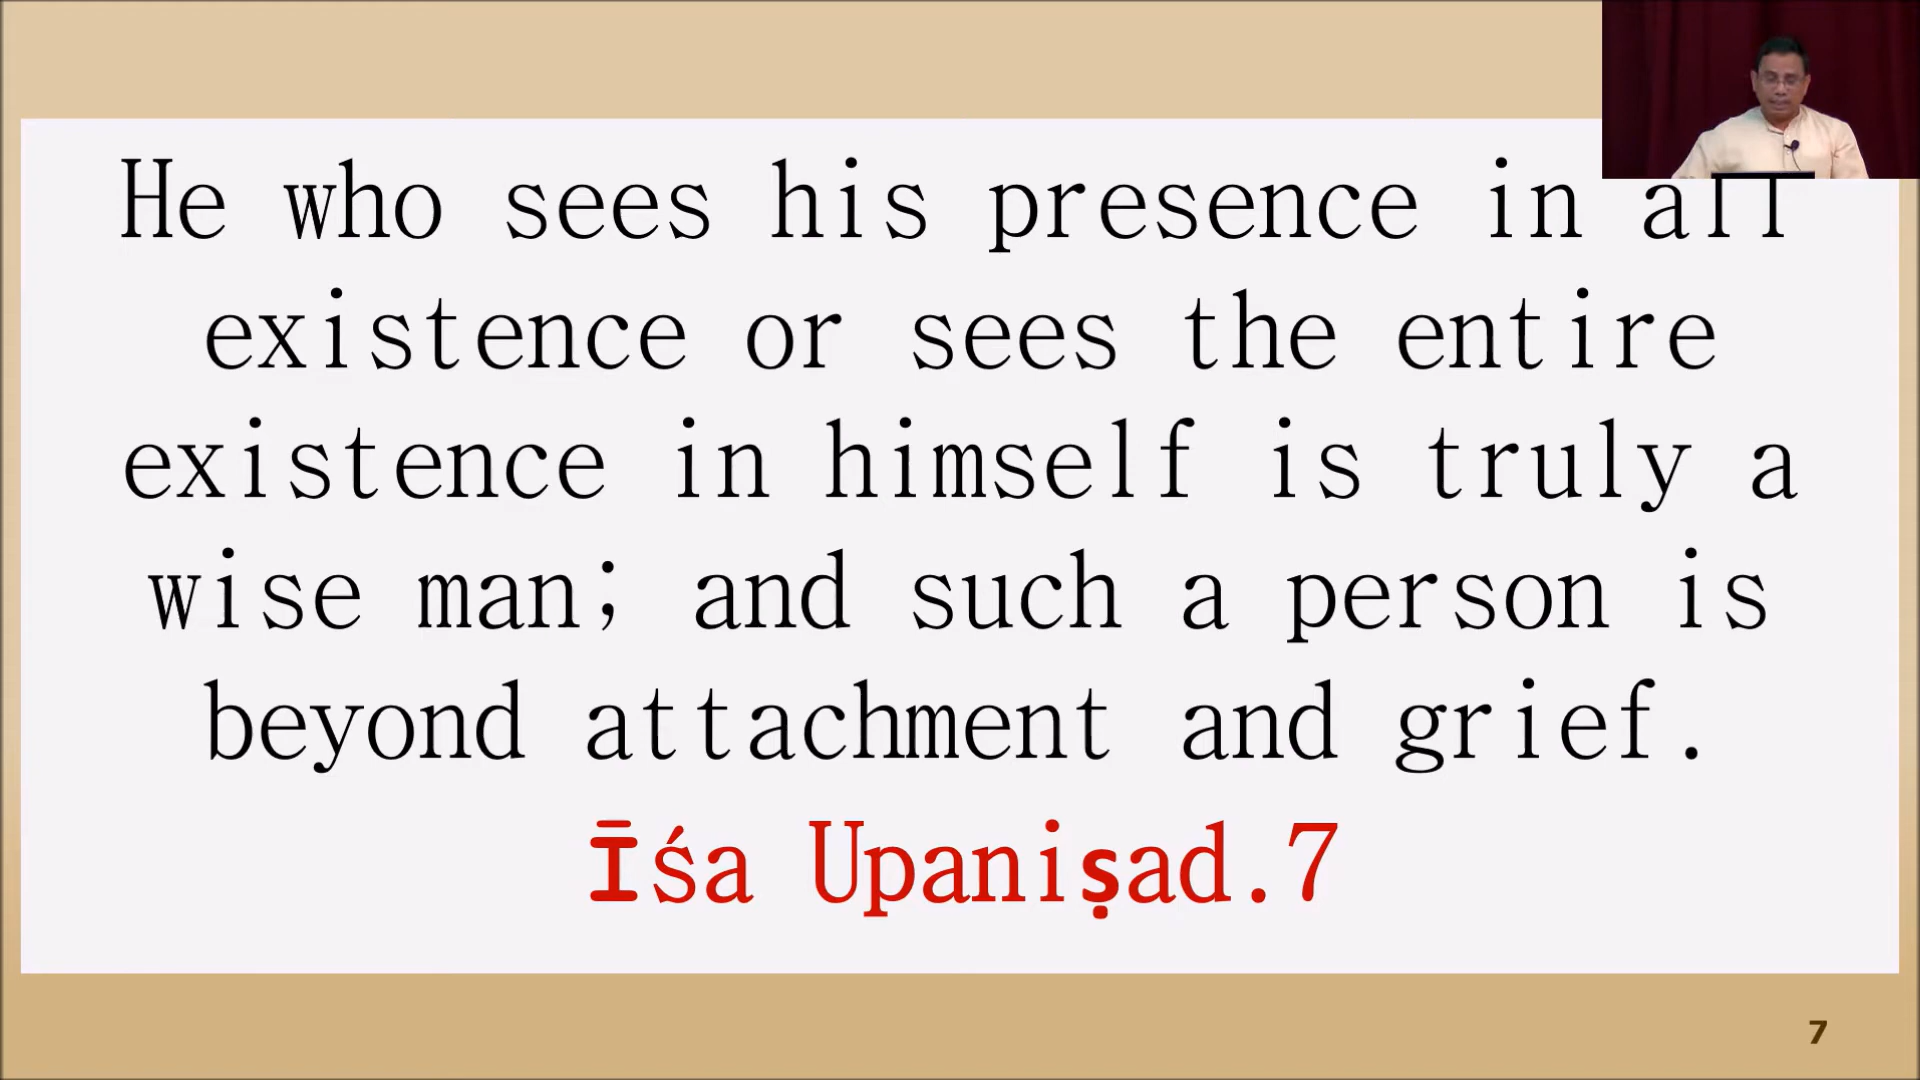 He who sees his presence in all
existence or sees the entire
existence in himself is truly a
wise man; and such a person is
beyond attachment and grief.
Īśa Upaniṣad.7
7